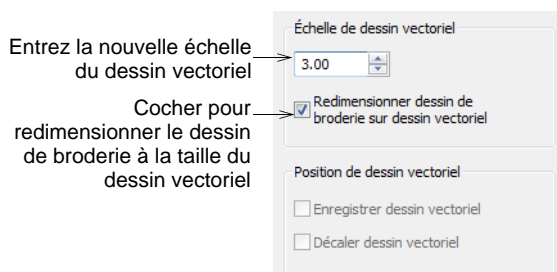 Entrez la nouvelle échelle
du dessin vectoriel
Cocher pour
redimensionner le dessin
de broderie à la taille du
dessin vectoriel
Échelle de dessin vectoriel
3.00
Redimensionner dessin de
broderie sur dessin vectoriel
Position de dessin vectoriel
Enregistrer dessin vectoriel
Décaler dessin vectoriel